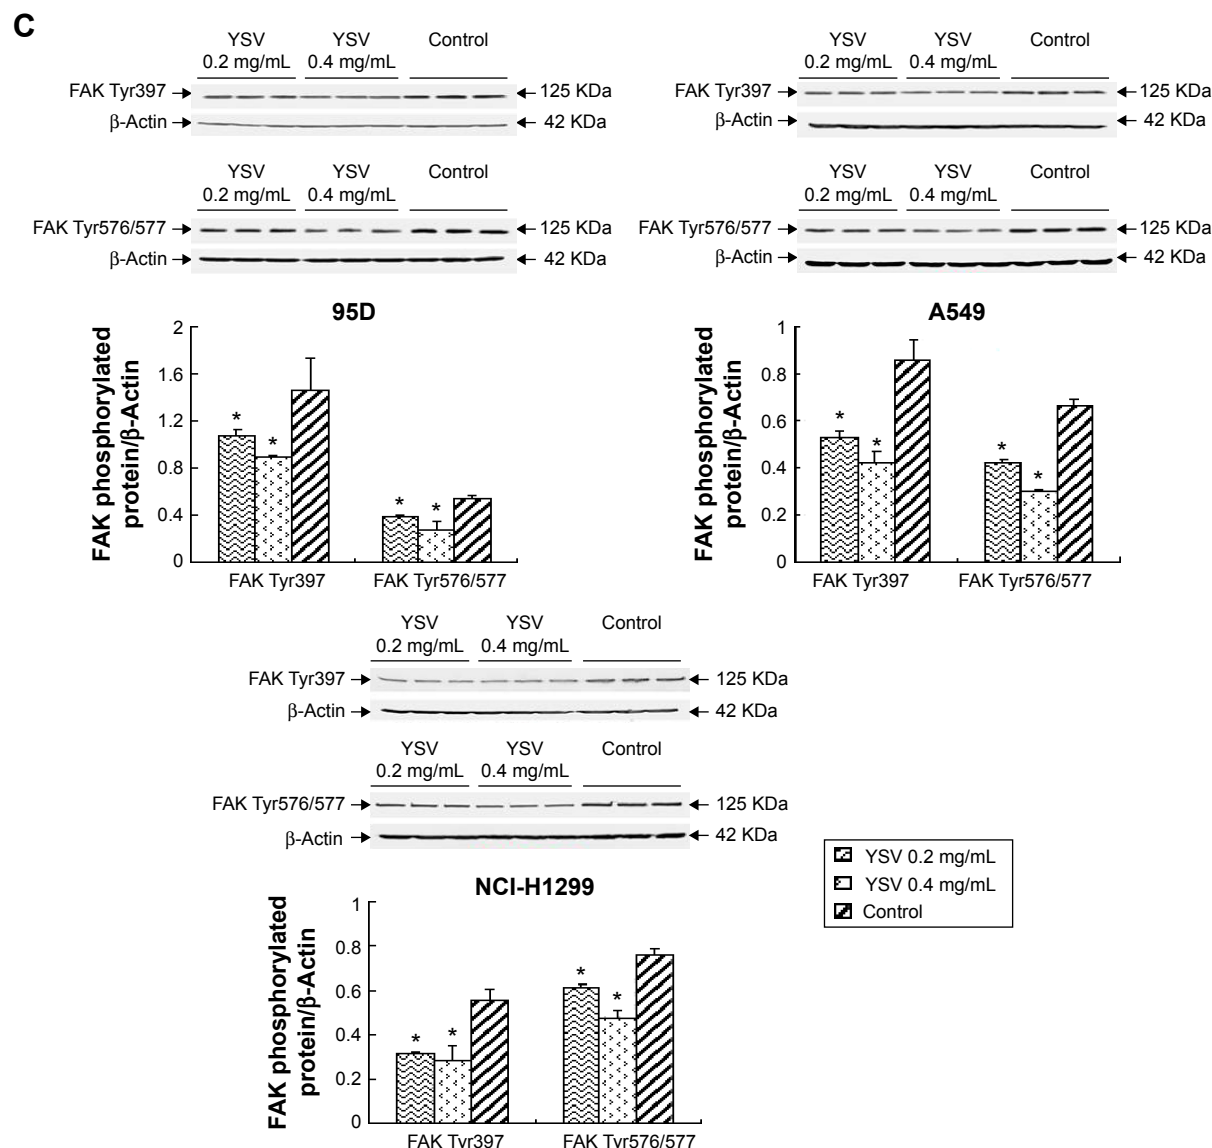 C
YSV YSV Control
0.2 mg/mL 0.4 mg/mL
FAK Tyr397 125 KDa
β-Actin 42 KDa
YSV YSV Control
0.2 mg/mL 0.4 mg/mL
FAK Tyr576/577 125 KDa
β-Actin 42 KDa
95D
FAK phosphorylated
protein/β-Actin
2
1.6
1.2
0.8
0.4
0
* * * *
FAK Tyr397 FAK Tyr576/577
YSV YSV Control
0.2 mg/mL 0.4 mg/mL
FAK Tyr397 125 KDa
β-Actin 42 KDa
YSV YSV Control
0.2 mg/mL 0.4 mg/mL
FAK Tyr576/577 125 KDa
β-Actin 42 KDa
A549
FAK phosphorylated
protein/β-Actin
1
0.8
0.6
0.4
0.2
0
* * * *
FAK Tyr397 FAK Tyr576/577
YSV YSV Control
0.2 mg/mL 0.4 mg/mL
FAK Tyr397 125 KDa
β-Actin 42 KDa
YSV YSV Control
0.2 mg/mL 0.4 mg/mL
FAK Tyr576/577 125 KDa
β-Actin 42 KDa
NCI-H1299
FAK phosphorylated
protein/β-Actin
1
0.8
0.6
0.4
0.2
0
* * * *
FAK Tyr397 FAK Tyr576/577
YSV 0.2 mg/mL
YSV 0.4 mg/mL
Control